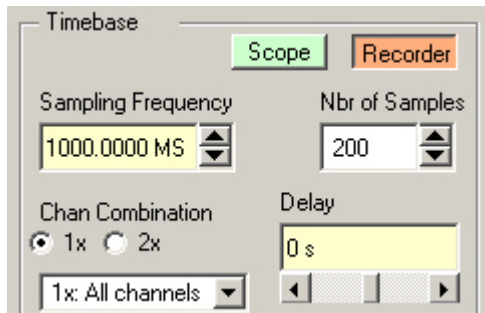 Timebase
Scope Recorder
Sampling Frequency Nbr of Samples
1000.0000 MS 200
Chan Combination Delay
1x 2x 0 s
1x: All channels